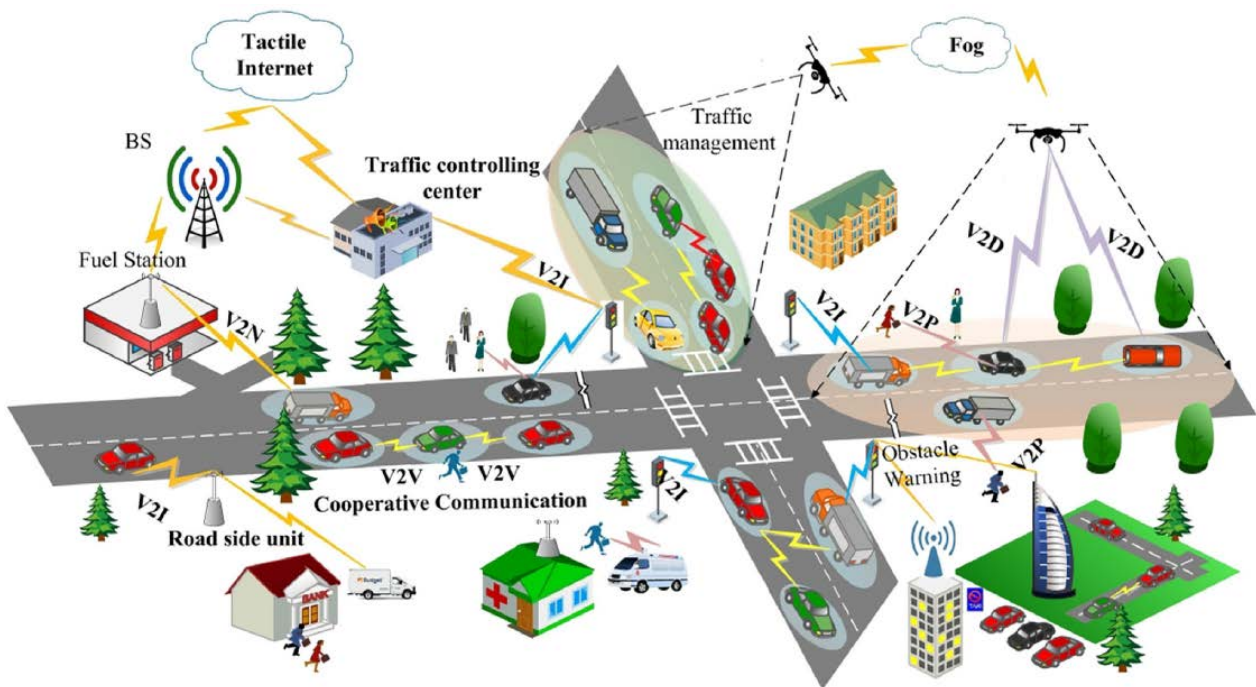 Tactile
Internet
Fog
BS
Traffic
management
Traffic controlling
center
Fuel Station
V2I
V2D
V2D
V2N
V2I
V2P
V2V
V2V
Cooperative Communication
V2I
Road side unit
V2I
Obstacle
Warning
V2P
BANK
Budget
TAXI